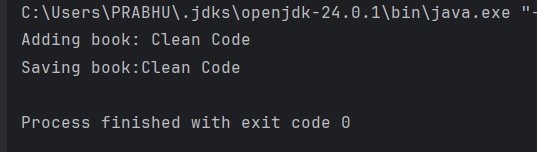 C:\Users\PRABHU\.jdks\openjdk-24.0.1\bin\java.exe "-
Adding book: Clean Code
Saving book:Clean Code
Process finished with exit code 0